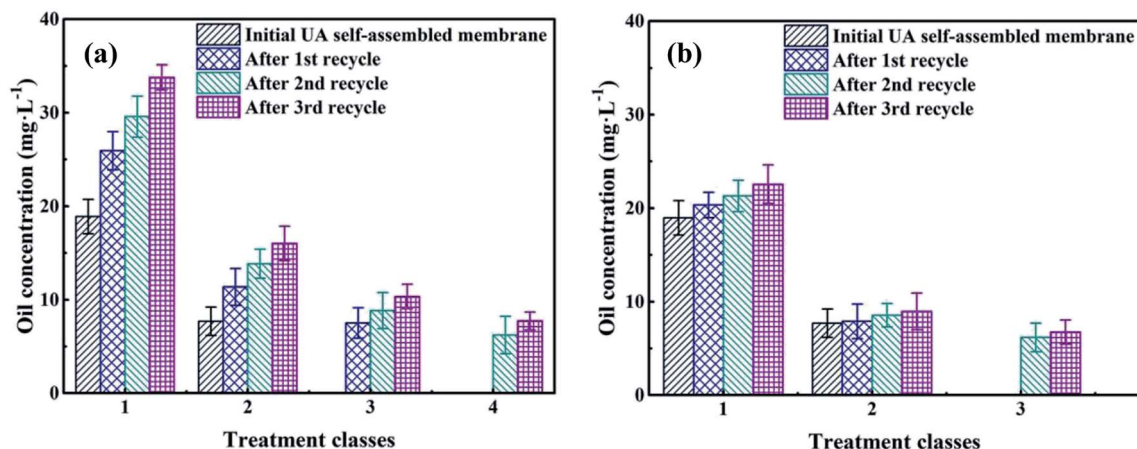 (a)
Initial UA self-assembled membrane
After 1st recycle
After 2nd recycle
After 3rd recycle
Oil concentration (mg·L⁻¹)
40
30
20
10
0
1 2 3 4
Treatment classes
(b)
Initial UA self-assembled membrane
After 1st recycle
After 2nd recycle
After 3rd recycle
Oil concentration (mg·L⁻¹)
40
30
20
10
0
1 2 3
Treatment classes